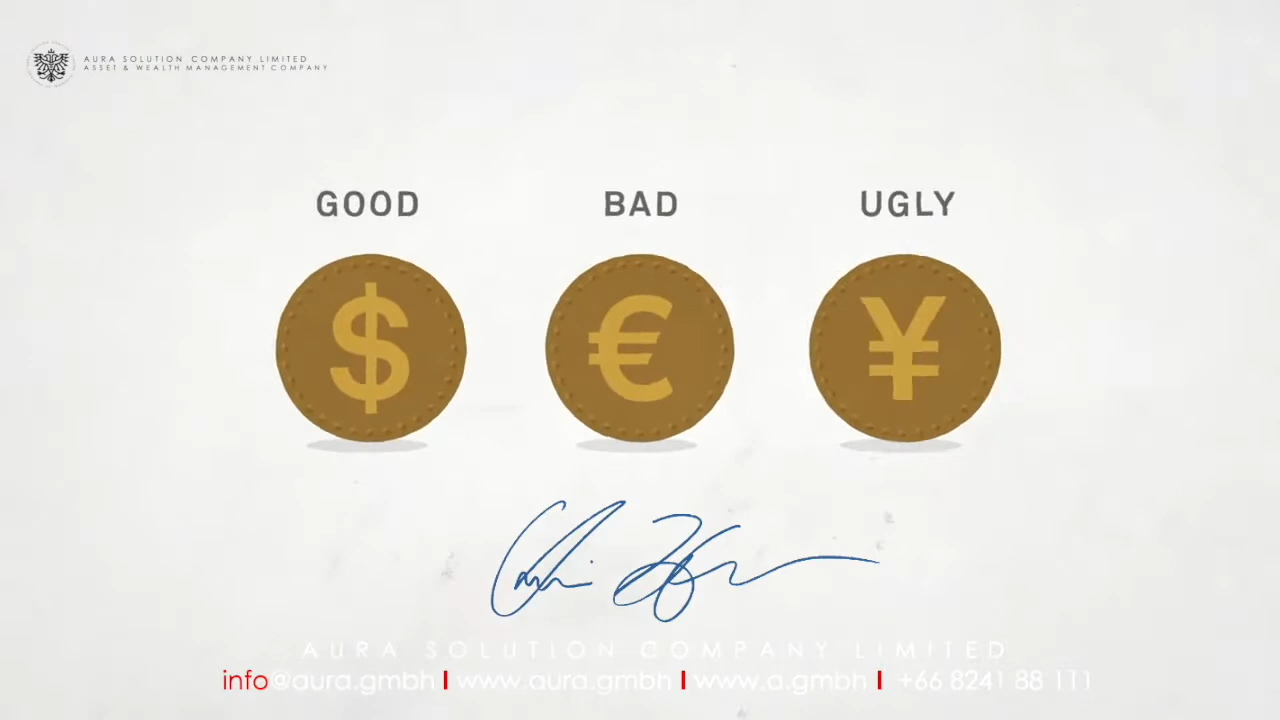 AURA SOLUTION COMPANY LIMITED
ASSET & WEALTH MANAGEMENT COMPANY
GOOD BAD UGLY
$ € ¥
AURA SOLUTION COMPANY LIMITED
info@aura.gmbh I www.aura.gmbh I www.a.gmbh I +66 8241 88 111